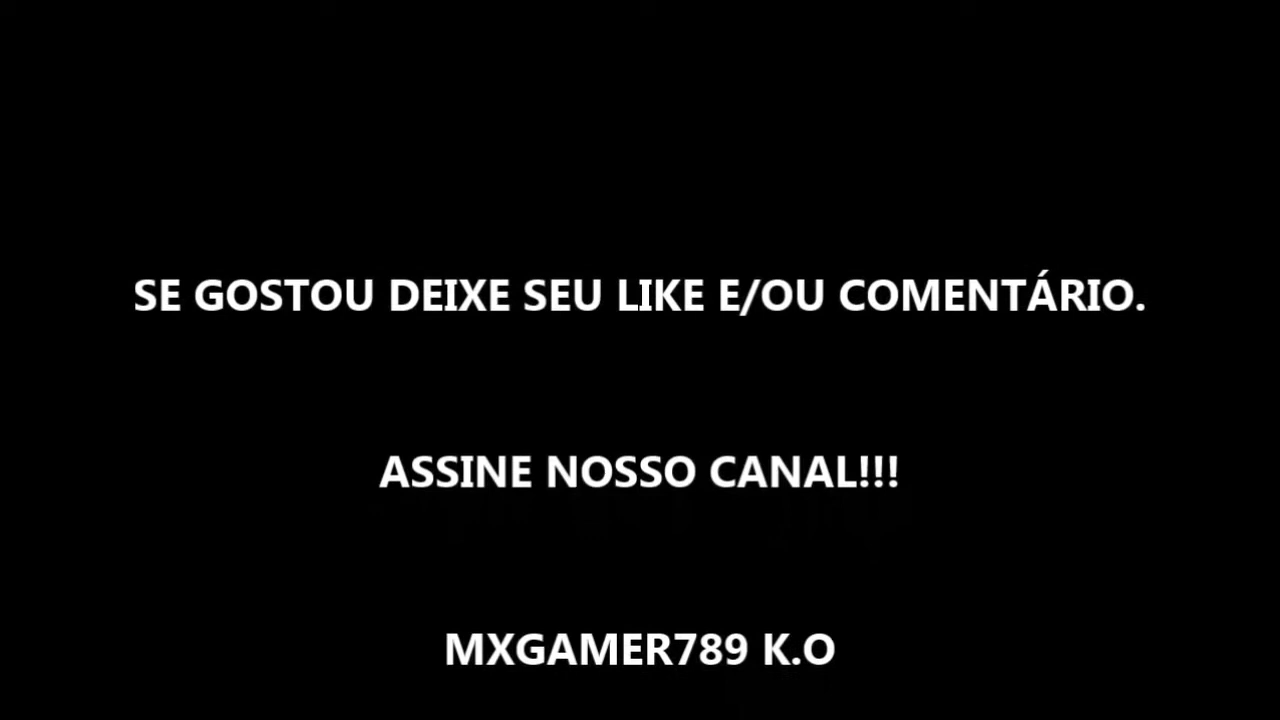 SE GOSTOU DEIXE SEU LIKE E/OU COMENTÁRIO.
ASSINE NOSSO CANAL!!!
MXGAMER789 K.O